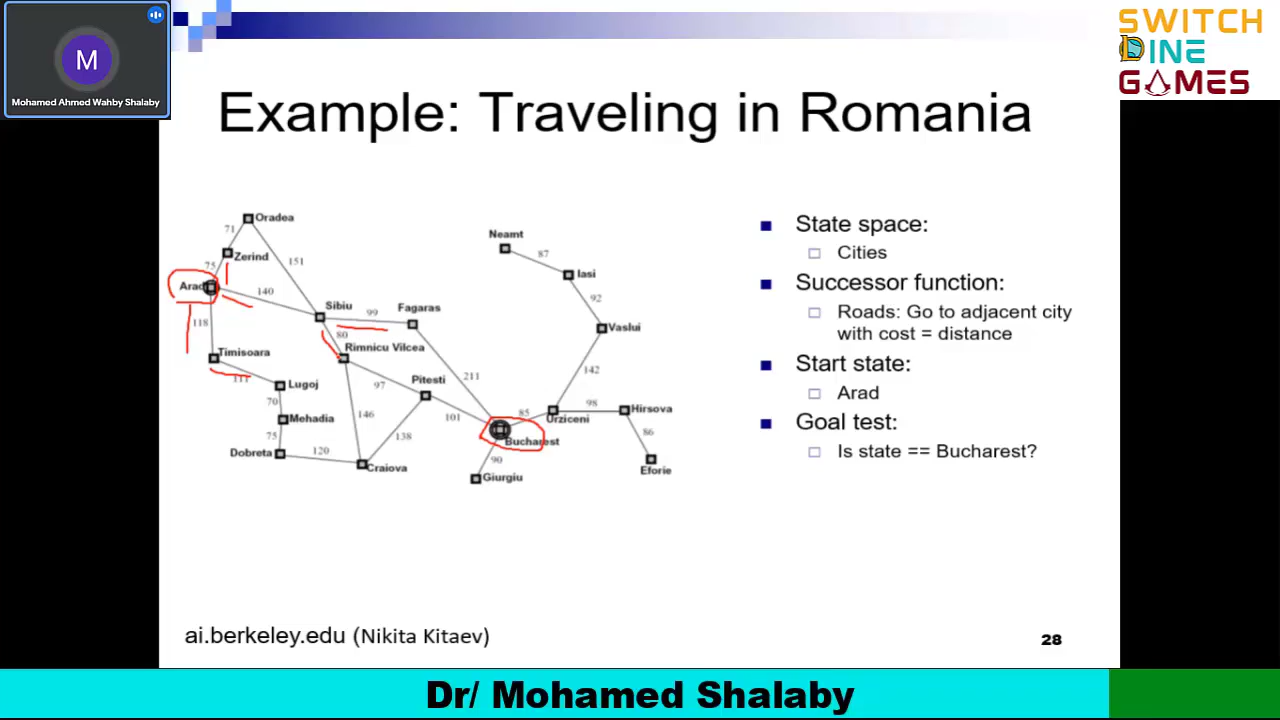 M
Mohamed Ahmed Wahby Shalaby
SWITCH
DINE
GAMES
Example: Traveling in Romania
Oradea
71
Zerind
75
151
Arad
140
118
Sibiu
99
Fagaras
80
Rimnicu Vilcea
Timisoara
111
Lugoj
70
Mehadia
75
Dobreta
120
Craiova
146
97
Pitesti
138
101
211
Bucharest
90
Giurgiu
85
Urziceni
Neamt
87
Iasi
92
Vaslui
142
98
Hirsova
86
Eforie
State space:
Cities
Successor function:
Roads: Go to adjacent city
with cost = distance
Start state:
Arad
Goal test:
Is state == Bucharest?
ai.berkeley.edu (Nikita Kitaev)
28
Dr/ Mohamed Shalaby